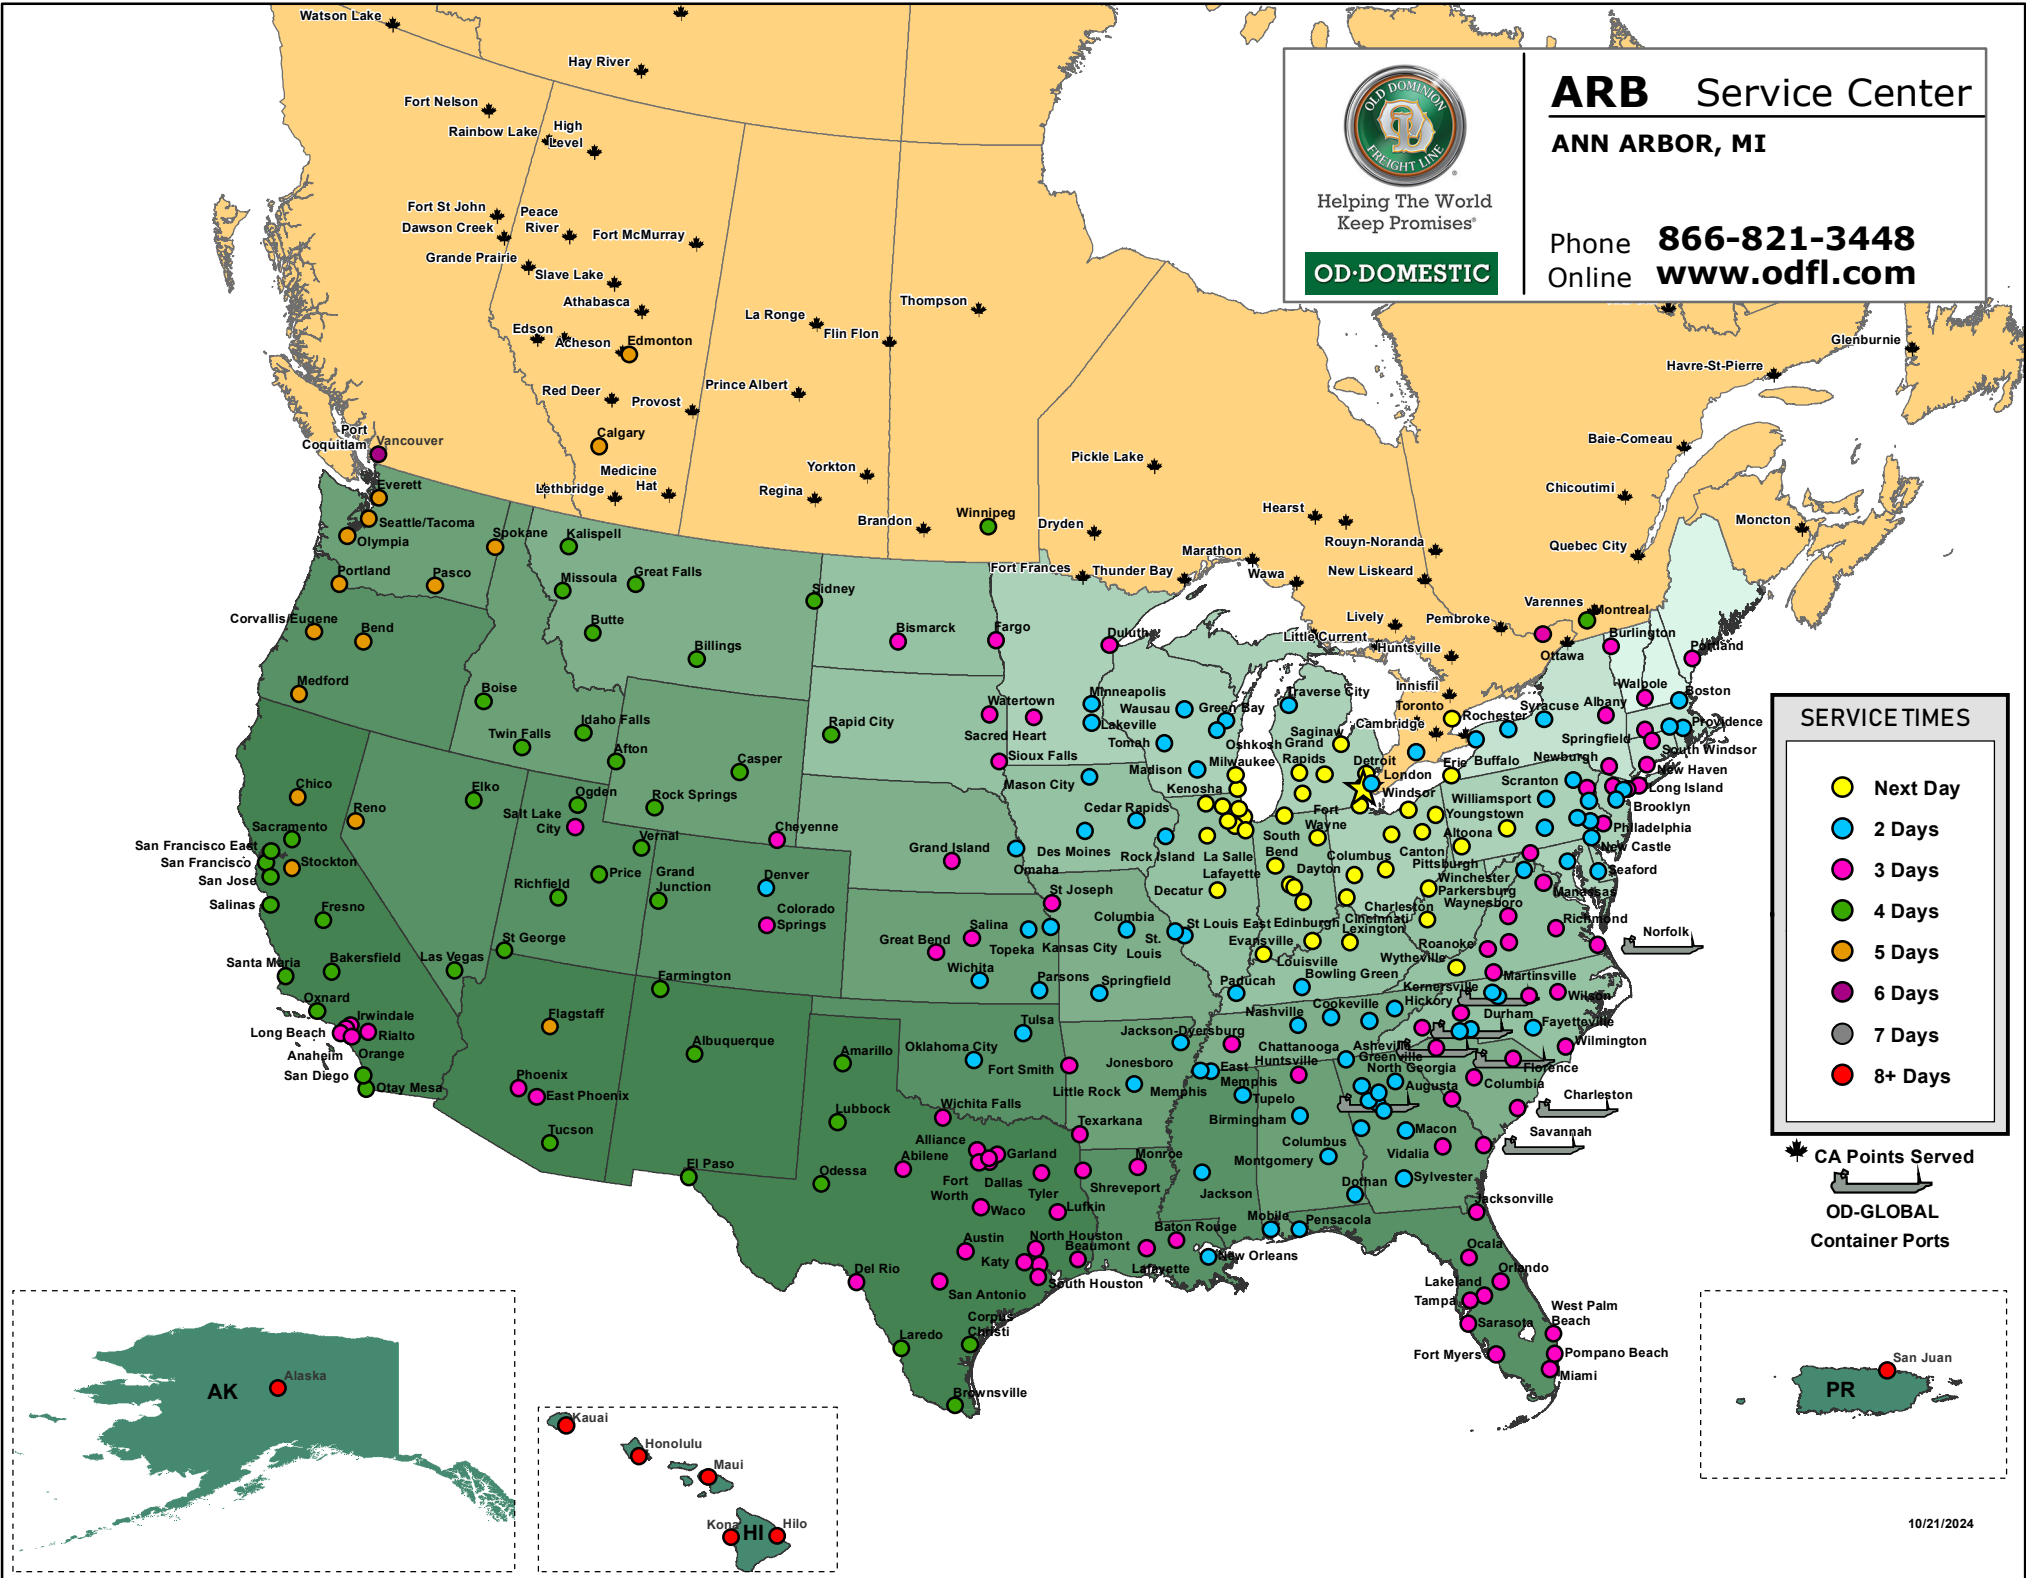 Watson Lake
Hay River
Fort Nelson
Rainbow Lake
High
Level
Fort St John
Dawson Creek
Peace
River
Fort McMurray
Grande Prairie
Slave Lake
Athabasca
Edson
Acheson
Edmonton
Red Deer
Provost
Calgary
Medicine
Hat
Lethbridge
La Ronge
Flin Flon
Thompson
Prince Albert
Yorkton
Regina
Brandon
Winnipeg
Dryden
Pickle Lake
Fort Frances
Thunder Bay
Marathon
Wawa
Hearst
Rouyn-Noranda
New Liskeard
Lively
Little Current
Pembroke
Huntsville
Innisfil
Toronto
Cambridge
Varennes
Montreal
Ottawa
Quebec City
Chicoutimi
Baie-Comeau
Havre-St-Pierre
Glenburnie
Moncton
OLD DOMINION
FREIGHT LINE
Helping The World
Keep Promises®
OD·DOMESTIC
ARB Service Center
ANN ARBOR, MI
Phone 866-821-3448
Online www.odfl.com
Port
Coquitlam
Vancouver
Everett
Seattle/Tacoma
Olympia
Spokane
Portland
Pasco
Corvallis/Eugene
Bend
Medford
Kalispell
Missoula
Great Falls
Butte
Billings
Sidney
Boise
Idaho Falls
Twin Falls
Afton
Casper
Rock Springs
Cheyenne
Chico
Reno
Elko
Sacramento
San Francisco East
San Francisco
Stockton
San Jose
Salinas
Fresno
Santa Maria
Bakersfield
Las Vegas
Oxnard
Irwindale
Long Beach
Rialto
Anaheim
Orange
San Diego
Otay Mesa
Ogden
Salt Lake
City
Vernal
Price
Richfield
St George
Grand
Junction
Denver
Colorado
Springs
Farmington
Flagstaff
Albuquerque
Phoenix
East Phoenix
Tucson
El Paso
Bismarck
Fargo
Duluth
Rapid City
Watertown
Sacred Heart
Sioux Falls
Minneapolis
Lakeville
Mason City
Grand Island
Omaha
Des Moines
Cedar Rapids
Rock Island
St Joseph
Salina
Great Bend
Topeka
Kansas City
Wichita
Parsons
Columbia
St.
Louis
St Louis East
Springfield
Tulsa
Oklahoma City
Fort Smith
Amarillo
Lubbock
Wichita Falls
Odessa
Abilene
Alliance
Garland
Fort
Worth
Dallas
Tyler
Waco
Lufkin
Austin
North Houston
Katy
Beaumont
South Houston
Del Rio
San Antonio
Corpus
Christi
Laredo
Brownsville
Texarkana
Shreveport
Monroe
Little Rock
Jonesboro
Jackson-Dyersburg
Memphis
East
Memphis
Tupelo
Jackson
Baton Rouge
Lafayette
New Orleans
Mobile
Pensacola
Birmingham
Huntsville
Montgomery
Dothan
Columbus
Macon
Vidalia
Sylvester
Augusta
North Georgia
Savannah
Wausau
Green Bay
Tomah
Oshkosh
Madison
Milwaukee
Kenosha
Traverse City
Saginaw
Grand
Rapids
Detroit
London
Windsor
La Salle
Decatur
Lafayette
South
Bend
Fort
Wayne
Dayton
Columbus
Canton
Youngstown
Pittsburgh
Altoona
Erie
Buffalo
Rochester
Syracuse
Albany
Burlington
Portland
Walpole
Boston
Providence
Springfield
South Windsor
New Haven
Newburgh
Long Island
Brooklyn
Scranton
Williamsport
Philadelphia
New Castle
Seaford
Winchester
Parkersburg
Manassas
Waynesboro
Richmond
Norfolk
Roanoke
Charleston
Cincinnati
Lexington
Edinburgh
Evansville
Louisville
Wytheville
Martinsville
Bowling Green
Paducah
Nashville
Cookeville
Kernersville
Hickory
Wilson
Durham
Fayetteville
Wilmington
Chattanooga
Asheville
Greenville
Florence
Columbia
Charleston
Jacksonville
Ocala
Orlando
Lakeland
Tampa
Sarasota
West Palm
Beach
Fort Myers
Pompano Beach
Miami
SERVICE TIMES
Next Day
2 Days
3 Days
4 Days
5 Days
6 Days
7 Days
8+ Days
CA Points Served
OD-GLOBAL
Container Ports
AK
Alaska
Kauai
Honolulu
Maui
Kona
HI
Hilo
San Juan
PR
10/21/2024